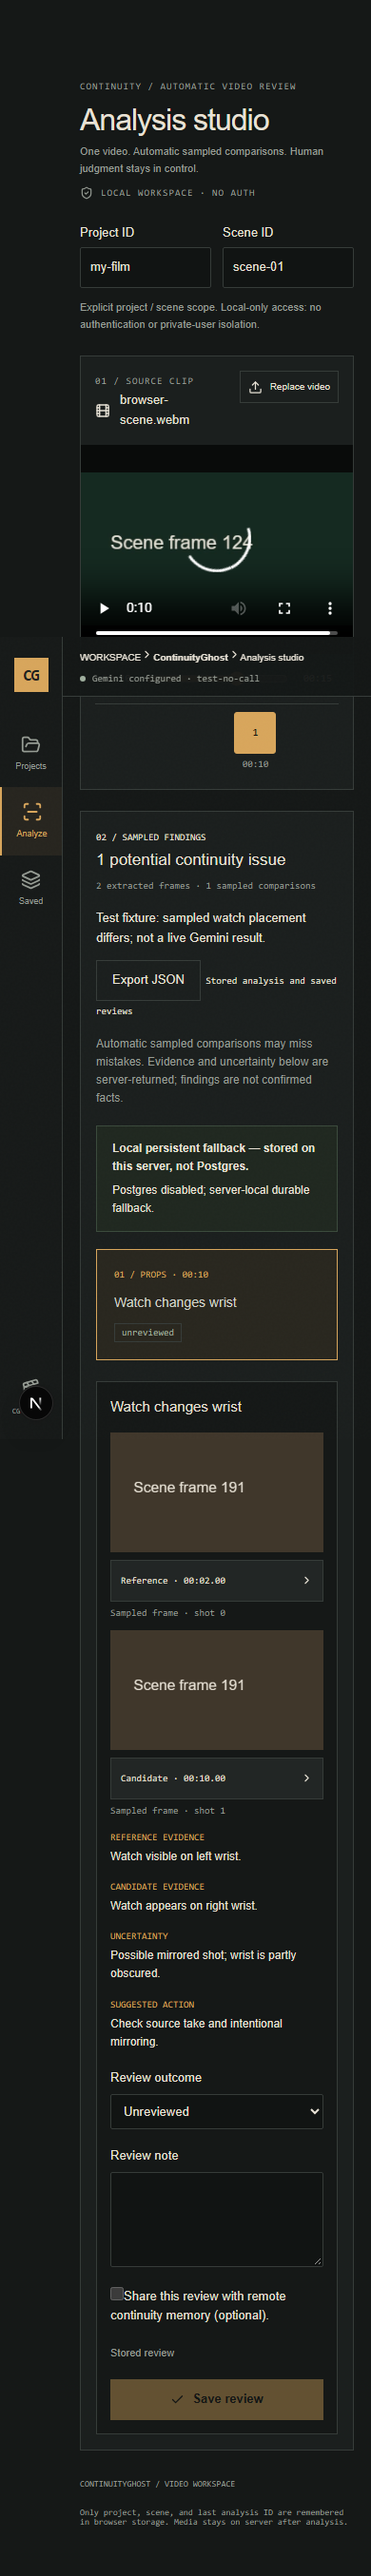 CONTINUITY / AUTOMATIC VIDEO REVIEW
Analysis studio
One video. Automatic sampled comparisons. Human
judgment stays in control.
LOCAL WORKSPACE · NO AUTH
Project ID
Scene ID
my-film
scene-01
Explicit project / scene scope. Local-only access: no
authentication or private-user isolation.
01 / SOURCE CLIP
browser-
scene.webm
Replace video
Scene frame 124
0:10
CG
WORKSPACE > ContinuityGhost > Analysis studio
Gemini configured · test-no-call
Projects
Analyze
Saved
1
00:10
02 / SAMPLED FINDINGS
1 potential continuity issue
2 extracted frames · 1 sampled comparisons
Test fixture: sampled watch placement
differs; not a live Gemini result.
Export JSON
Stored analysis and saved
reviews
Automatic sampled comparisons may miss
mistakes. Evidence and uncertainty below are
server-returned; findings are not confirmed
facts.
Local persistent fallback — stored on
this server, not Postgres.
Postgres disabled; server-local durable
fallback.
01 / PROPS · 00:10
Watch changes wrist
unreviewed
N
Watch changes wrist
Scene frame 191
Reference · 00:02.00
Sampled frame · shot 0
Scene frame 191
Candidate · 00:10.00
Sampled frame · shot 1
REFERENCE EVIDENCE
Watch visible on left wrist.
CANDIDATE EVIDENCE
Watch appears on right wrist.
UNCERTAINTY
Possible mirrored shot; wrist is partly
obscured.
SUGGESTED ACTION
Check source take and intentional
mirroring.
Review outcome
Unreviewed
Review note
Share this review with remote
continuity memory (optional).
Stored review
Save review
CONTINUITYGHOST / VIDEO WORKSPACE
Only project, scene, and last analysis ID are remembered
in browser storage. Media stays on server after analysis.